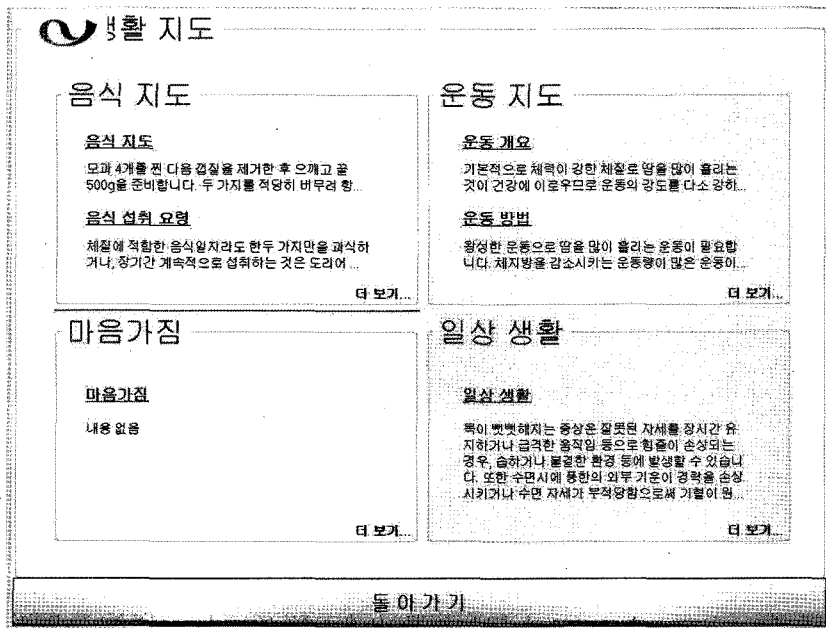 생활 지도
음식 지도
음식 지도
모과 4개를 찐 다음 껍질을 제거한 후 으깨고 꿀
500g을 준비합니다. 두 가지를 적당히 버무려 항...
음식 섭취 요령
체질에 적합한 음식일지라도 한두 가지만을 과식하
거나, 장기간 계속적으로 섭취하는 것은 도리어 ...
더 보기...
운동 지도
운동 개요
기본적으로 체력이 강한 체질로 땀을 많이 흘리는
것이 건강에 이로우므로 운동의 강도를 다소 강하...
운동 방법
왕성한 운동으로 땀을 많이 흘리는 운동이 필요합
니다. 체지방을 감소시키는 운동량이 많은 운동이...
더 보기...
마음가짐
마음가짐
내용 없음
더 보기...
일상 생활
일상 생활
목이 뻣뻣해지는 증상은 잘못된 자세를 장시간 유
지하거나 급격한 움직임 등으로 힘줄이 손상되는
경우, 습하거나 불결한 환경 등에 발생할 수 있습니
다. 또한 수면시에 풍한의 외부 기운이 경락을 손상
시키거나 수면 자세가 부적당함으로써 기혈이 원...
더 보기...
돌아가기